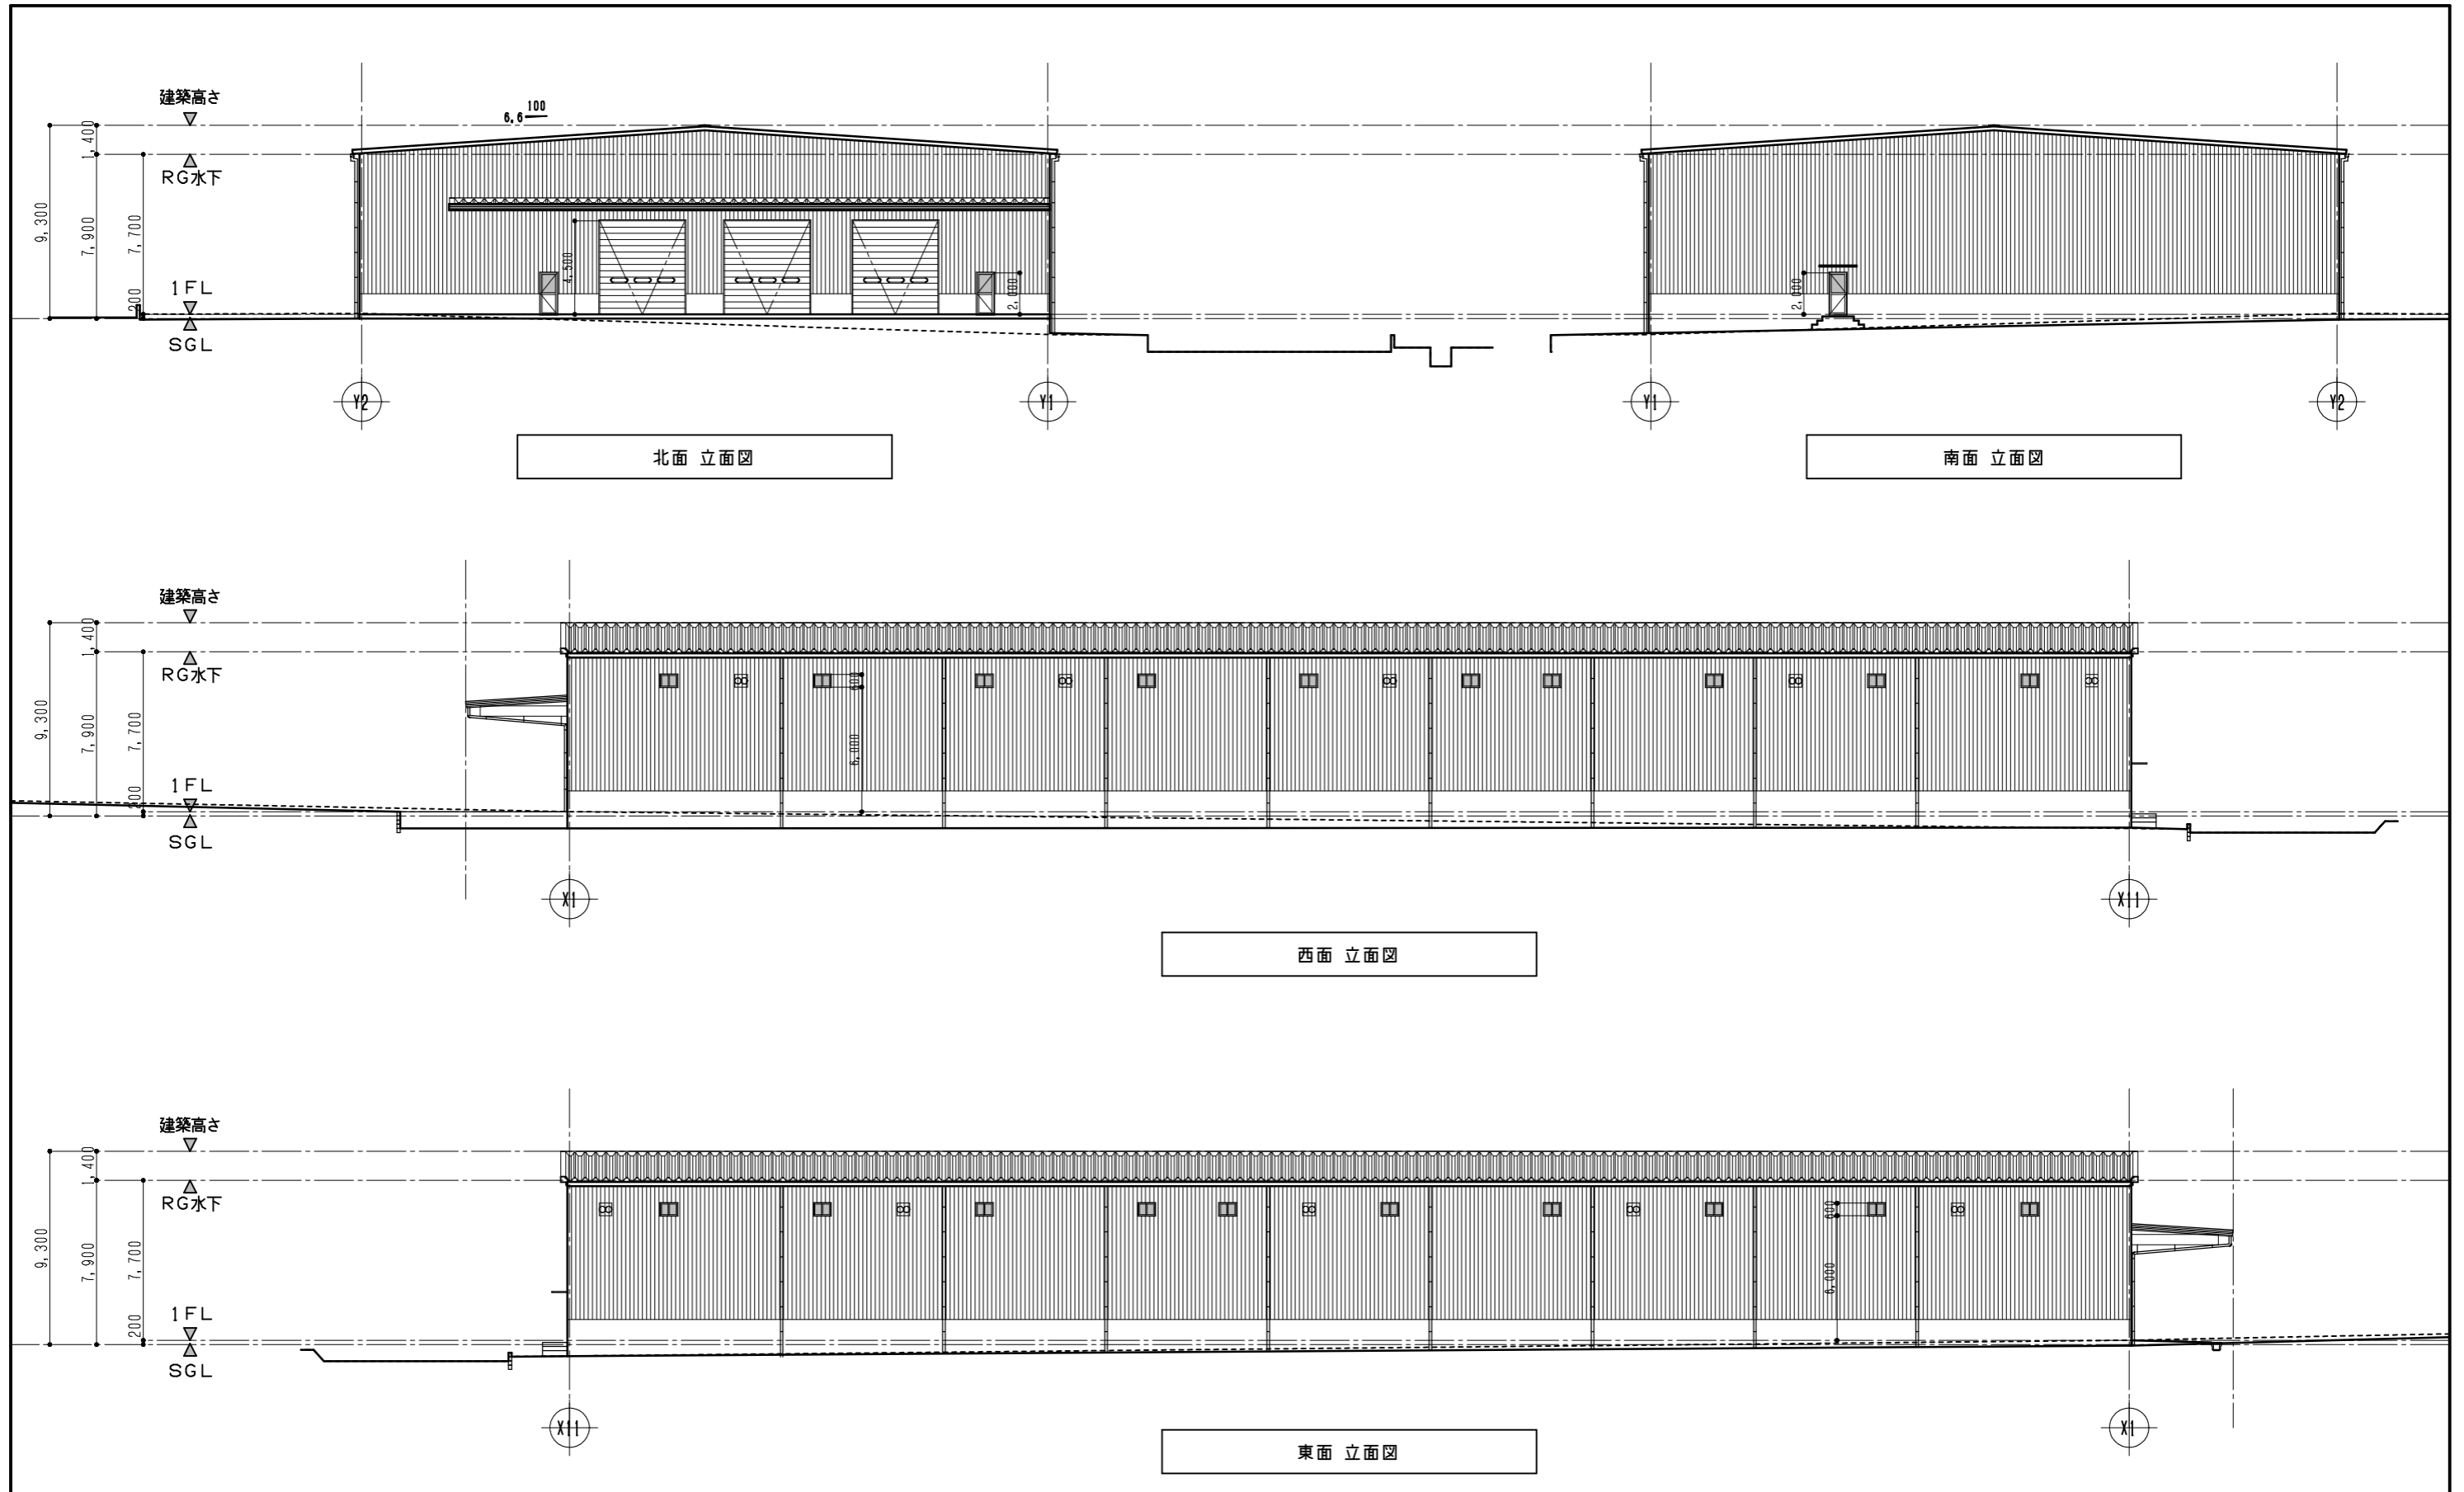 建築高さ
6.6
100
1,400
RG水下
9,300
7,900
7,700
4,500
2,000
1FL
200
SGL
Y2
Y1
北面 立面図
2,000
Y1
Y2
南面 立面図
建築高さ
1,400
RG水下
9,300
7,900
7,700
600
6,000
1FL
200
SGL
X1
X11
西面 立面図
建築高さ
1,400
RG水下
9,300
7,900
7,700
600
6,000
1FL
200
SGL
X11
X1
東面 立面図